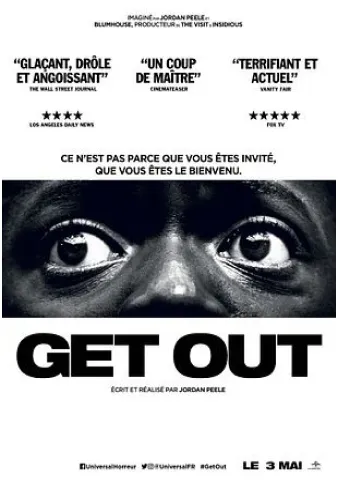 IMAGINÉ PAR JORDAN PEELE ET
BLUMHOUSE, PRODUCTEUR DE THE VISIT ET INSIDIOUS
“GLAÇANT, DRÔLE
ET ANGOISSANT”
THE WALL STREET JOURNAL
“UN COUP
DE MAÎTRE”
CINEMATEASER
“TERRIFIANT ET
ACTUEL”
VANITY FAIR
★★★★
LOS ANGELES DAILY NEWS
★★★★★
FOX TV
CE N'EST PAS PARCE QUE VOUS ÊTES INVITÉ,
QUE VOUS ÊTES LE BIENVENU.
GET OUT
ÉCRIT ET RÉALISÉ PAR JORDAN PEELE
UniversalHorreur @UniversalFR #GetOut LE 3 MAI